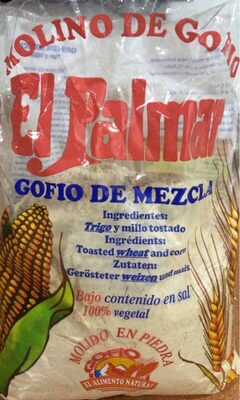 MOLINO DE GOFIO
El Palmar
GOFIO DE MEZCLA
Ingredientes:
Trigo y millo tostado
Ingrédients:
Toasted wheat and corn
Zutaten:
Gerösteter weizen und mais
Bajo contenido en sal
100% vegetal
MOLIDO EN PIEDRA
GOFIO
EL ALIMENTO NATURAL